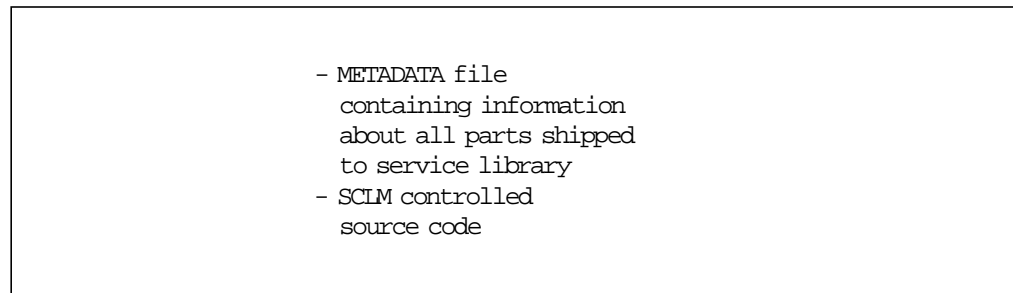 - METADATA file
containing information
about all parts shipped
to service library
- SCLM controlled
source code